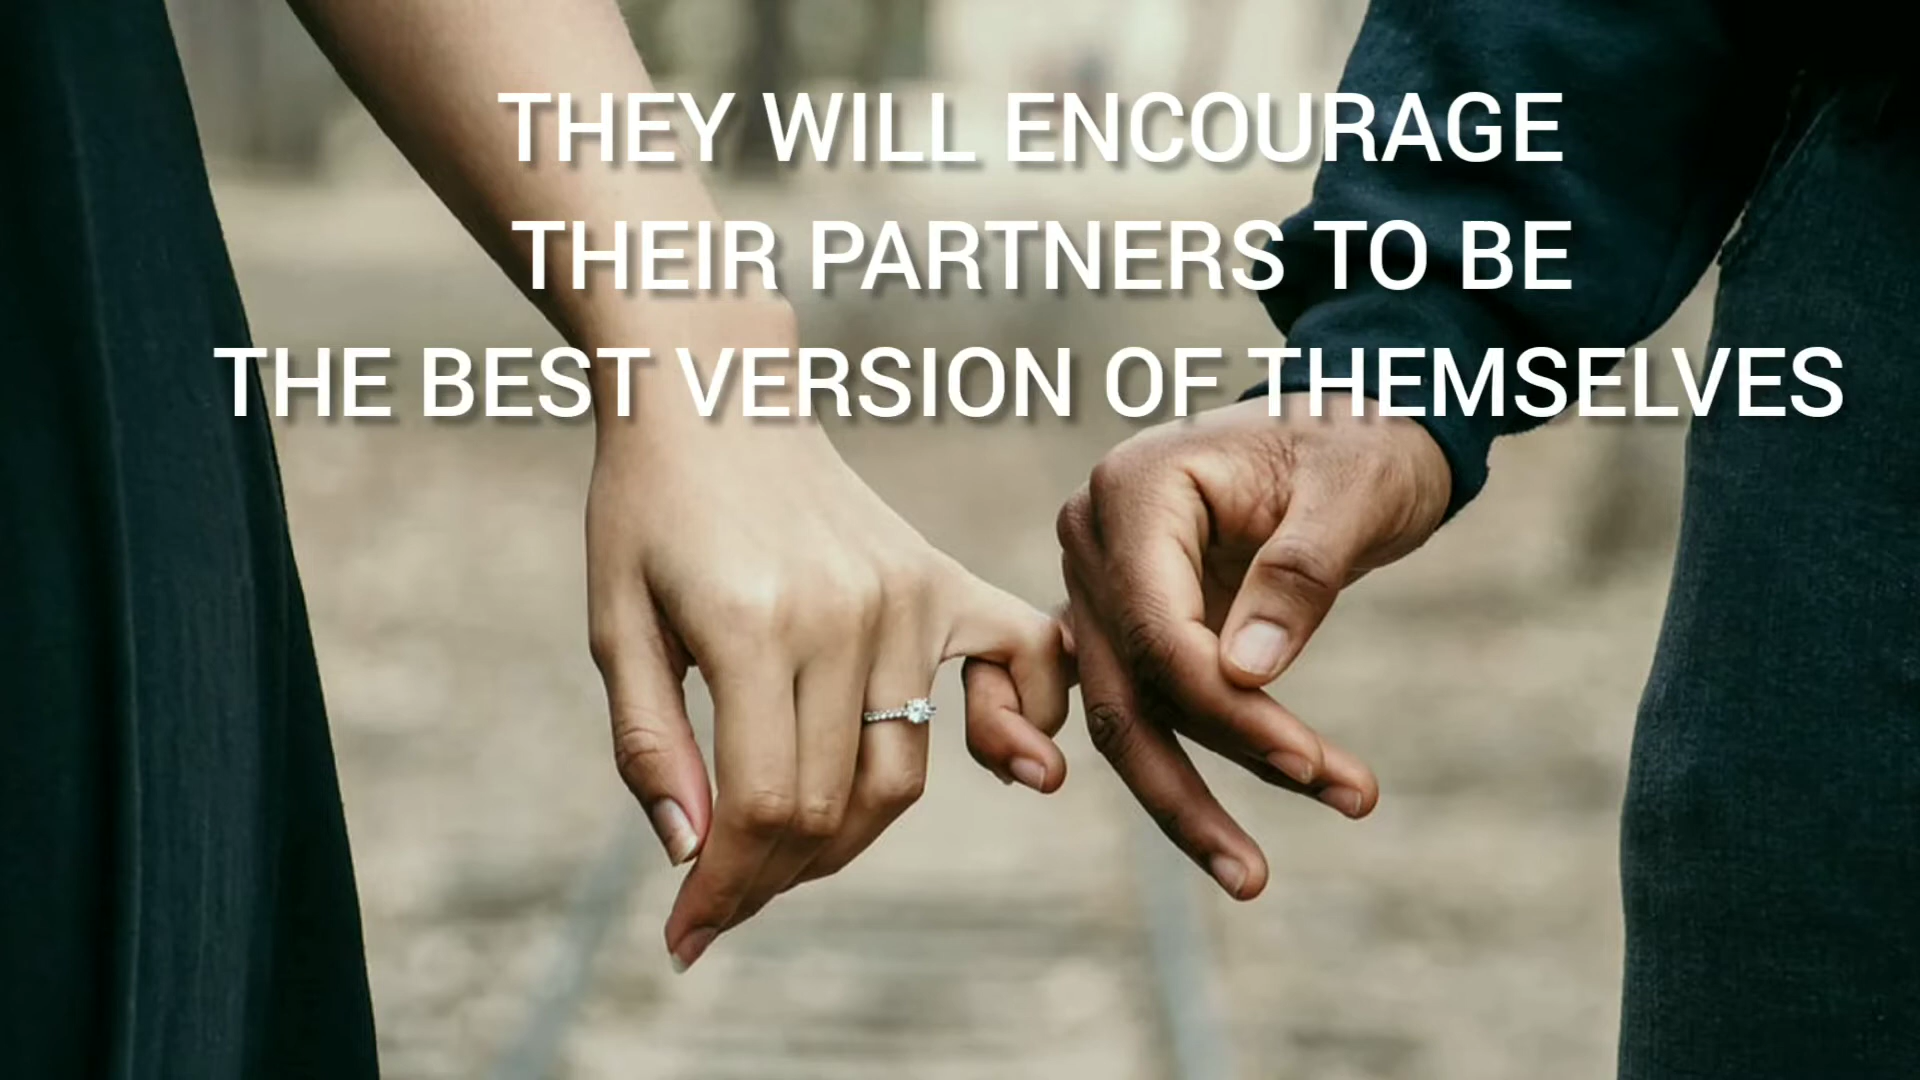 THEY WILL ENCOURAGE
THEIR PARTNERS TO BE
THE BEST VERSION OF THEMSELVES